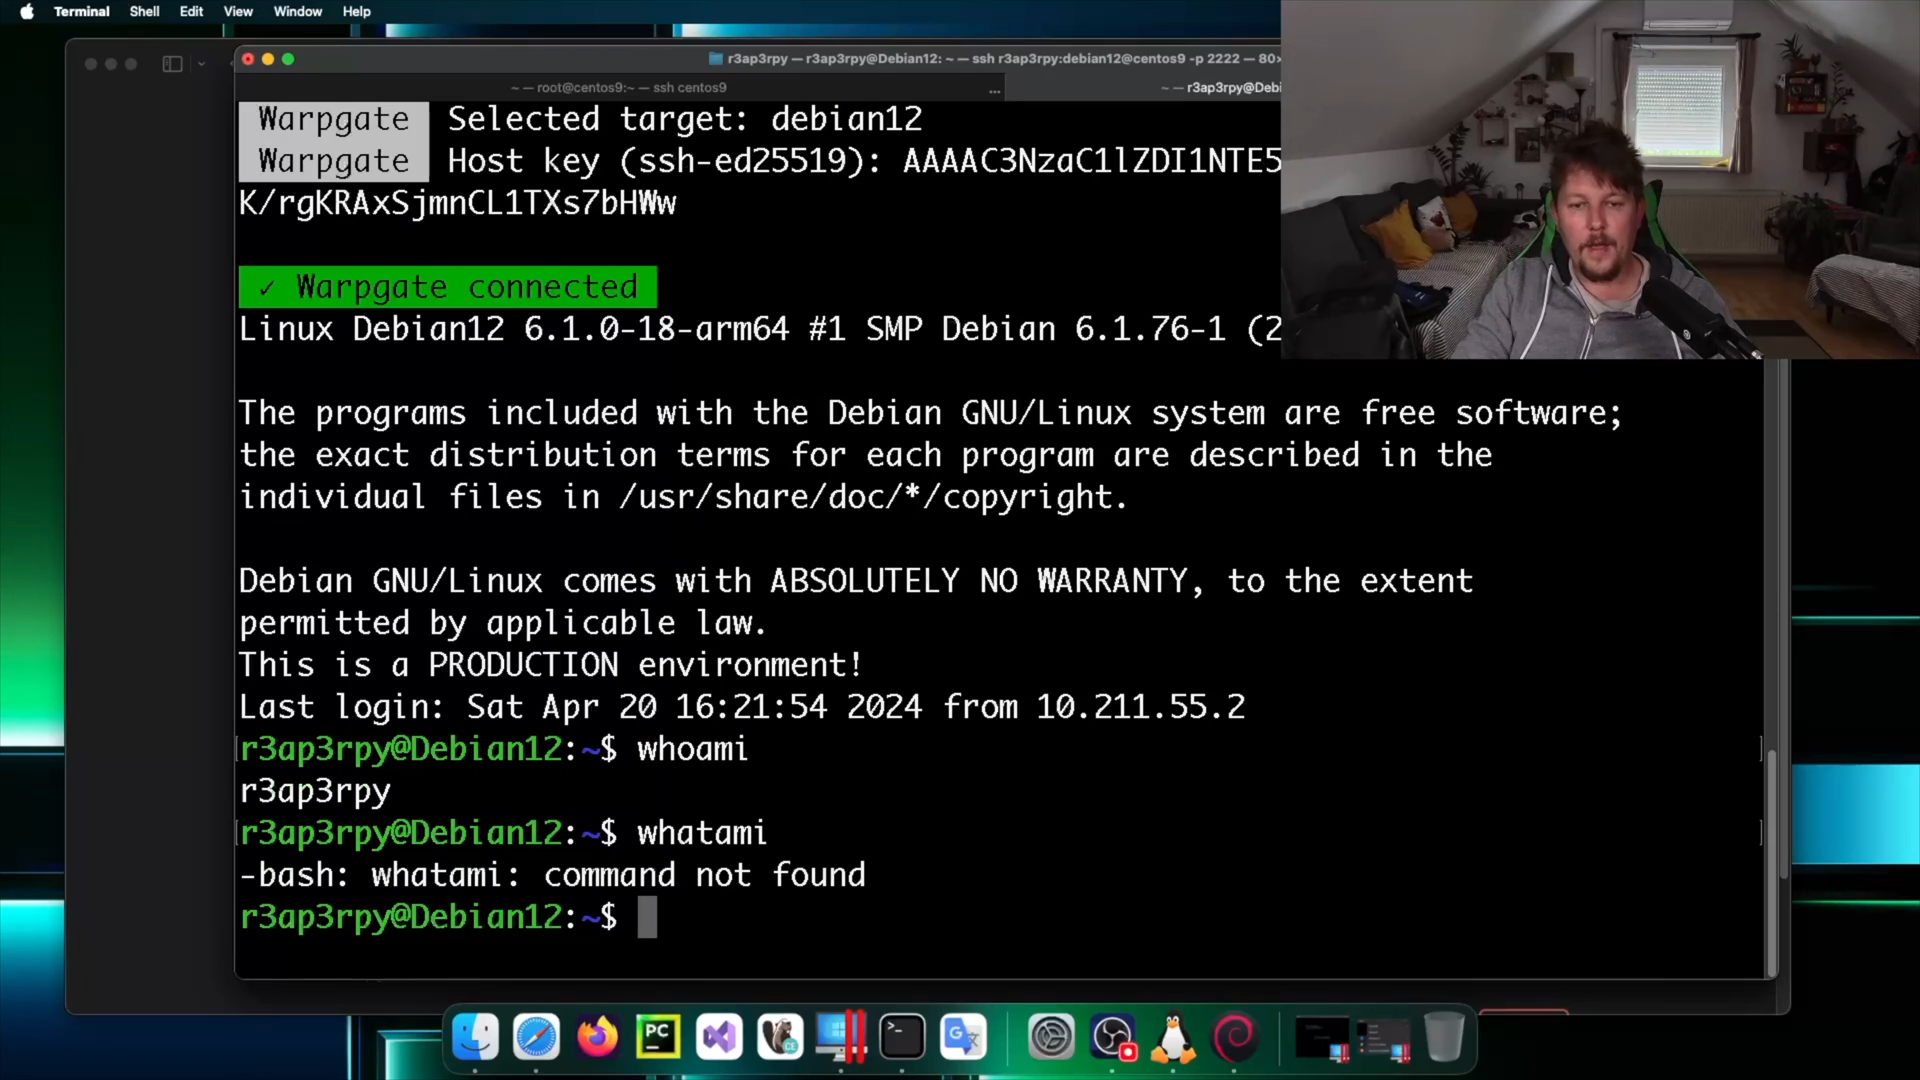 Terminal Shell Edit View Window Help
r3ap3rpy — r3ap3rpy@Debian12: ~ — ssh r3ap3rpy:debian12@centos9 -p 2222 — 80×
~ — root@centos9:~ — ssh centos9 ...
~ — r3ap3rpy@Debi
Warpgate Selected target: debian12
Warpgate Host key (ssh-ed25519): AAAAC3NzaC1lZDI1NTE5
K/rgKRAxSjmnCL1TXs7bHWw
✓ Warpgate connected
Linux Debian12 6.1.0-18-arm64 #1 SMP Debian 6.1.76-1 (2
The programs included with the Debian GNU/Linux system are free software;
the exact distribution terms for each program are described in the
individual files in /usr/share/doc/*/copyright.
Debian GNU/Linux comes with ABSOLUTELY NO WARRANTY, to the extent
permitted by applicable law.
This is a PRODUCTION environment!
Last login: Sat Apr 20 16:21:54 2024 from 10.211.55.2
r3ap3rpy@Debian12:~$ whoami
r3ap3rpy
r3ap3rpy@Debian12:~$ whatami
-bash: whatami: command not found
r3ap3rpy@Debian12:~$
PC
CE
>_
G